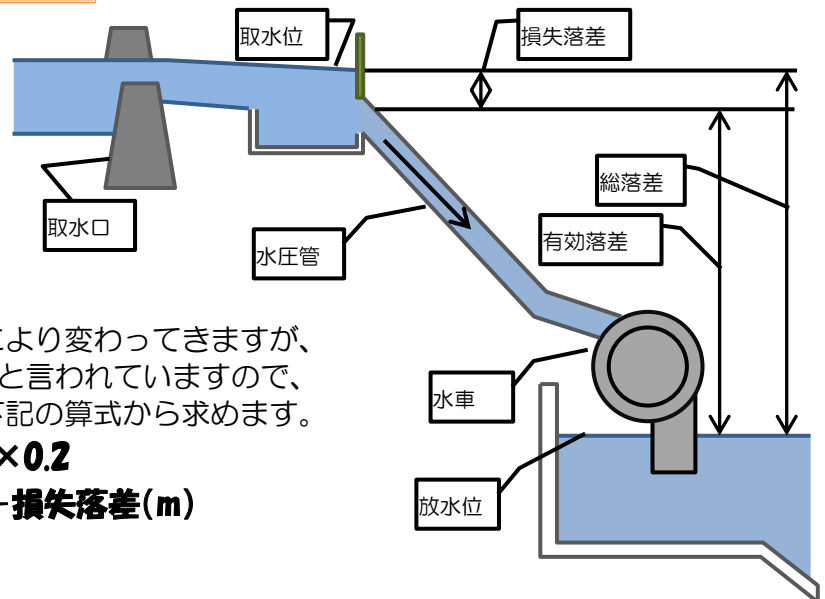 取水位
損失落差
総落差
取水口
有効落差
水圧管
により変わってきますが、
と言われていますので、
下記の算式から求めます。
水車
×0.2
-損失落差(m)
放水位